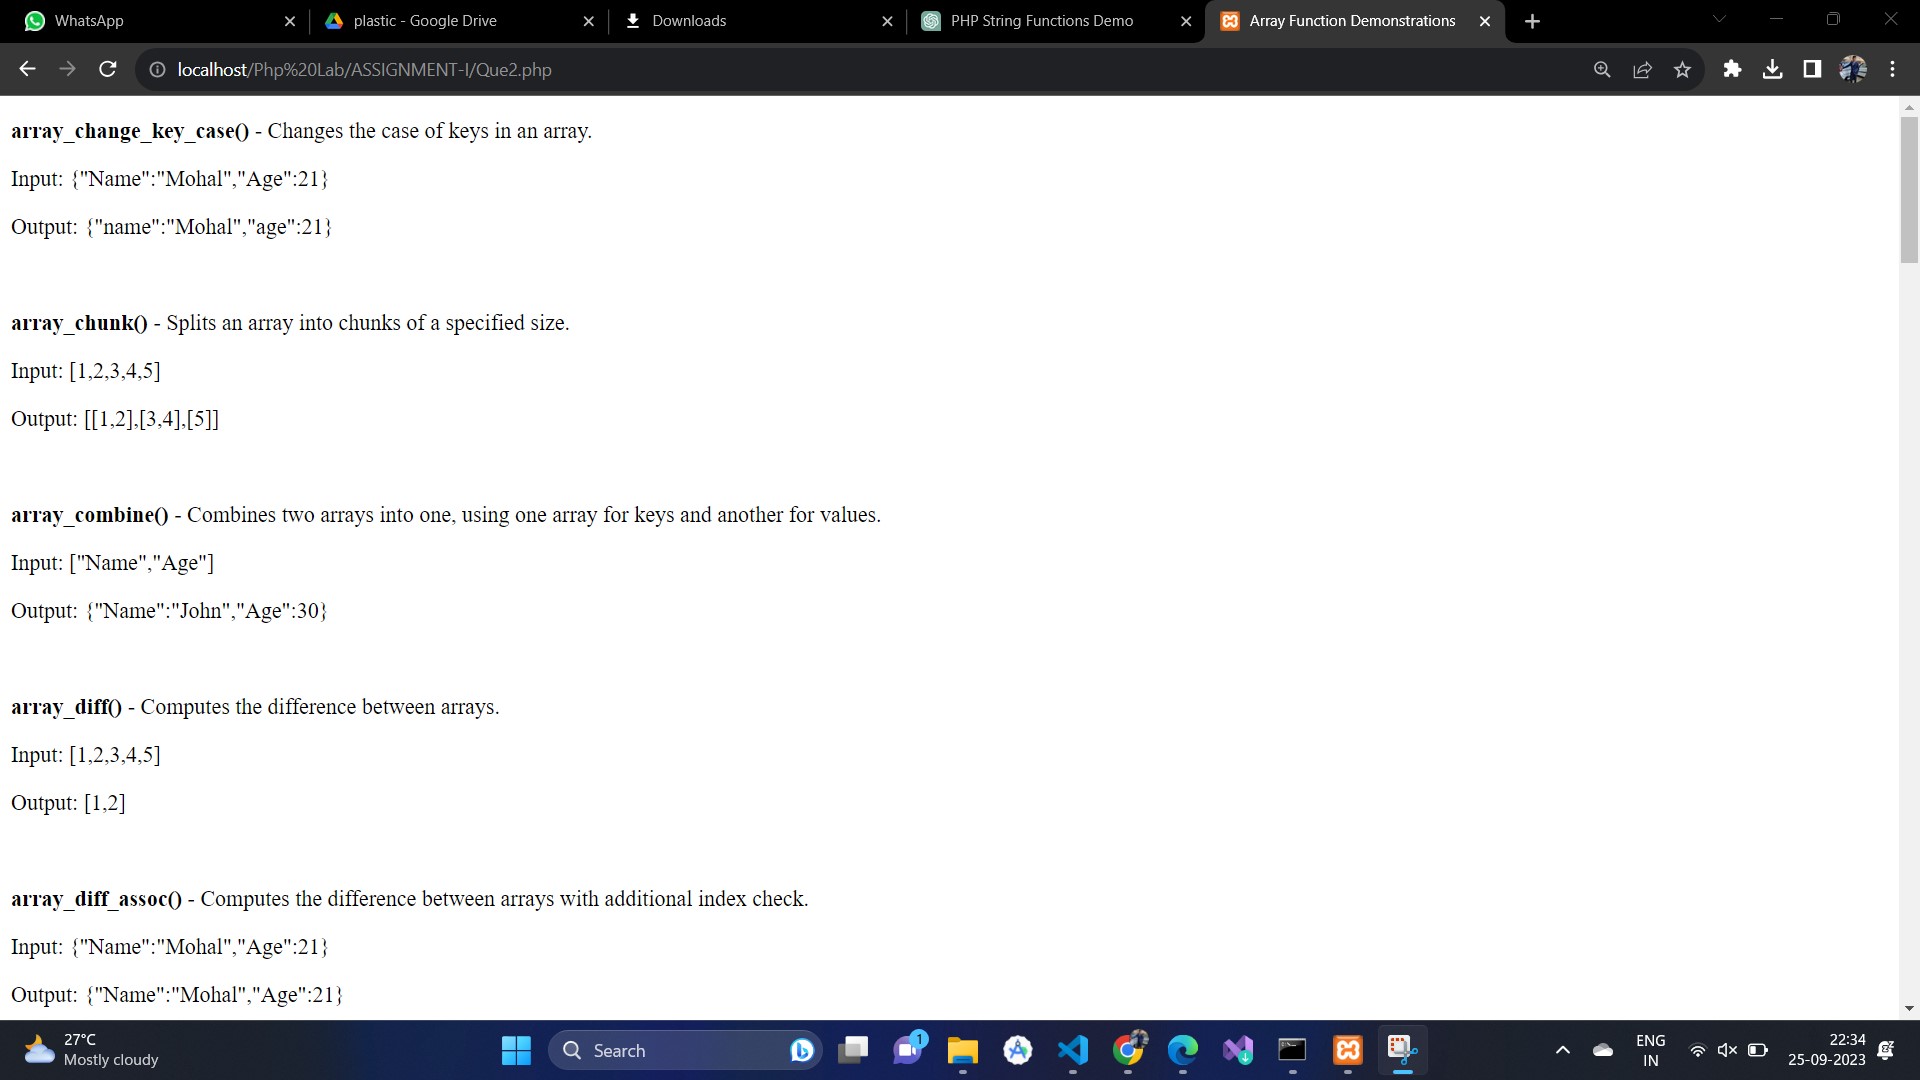 WhatsApp
plastic - Google Drive
Downloads
PHP String Functions Demo
Array Function Demonstrations
localhost/Php%20Lab/ASSIGNMENT-I/Que2.php
array_change_key_case() - Changes the case of keys in an array.
Input: {"Name":"Mohal","Age":21}
Output: {"name":"Mohal","age":21}
array_chunk() - Splits an array into chunks of a specified size.
Input: [1,2,3,4,5]
Output: [[1,2],[3,4],[5]]
array_combine() - Combines two arrays into one, using one array for keys and another for values.
Input: ["Name","Age"]
Output: {"Name":"John","Age":30}
array_diff() - Computes the difference between arrays.
Input: [1,2,3,4,5]
Output: [1,2]
array_diff_assoc() - Computes the difference between arrays with additional index check.
Input: {"Name":"Mohal","Age":21}
Output: {"Name":"Mohal","Age":21}
27°C
Mostly cloudy
Search
1
ENG
IN
22:34
25-09-2023